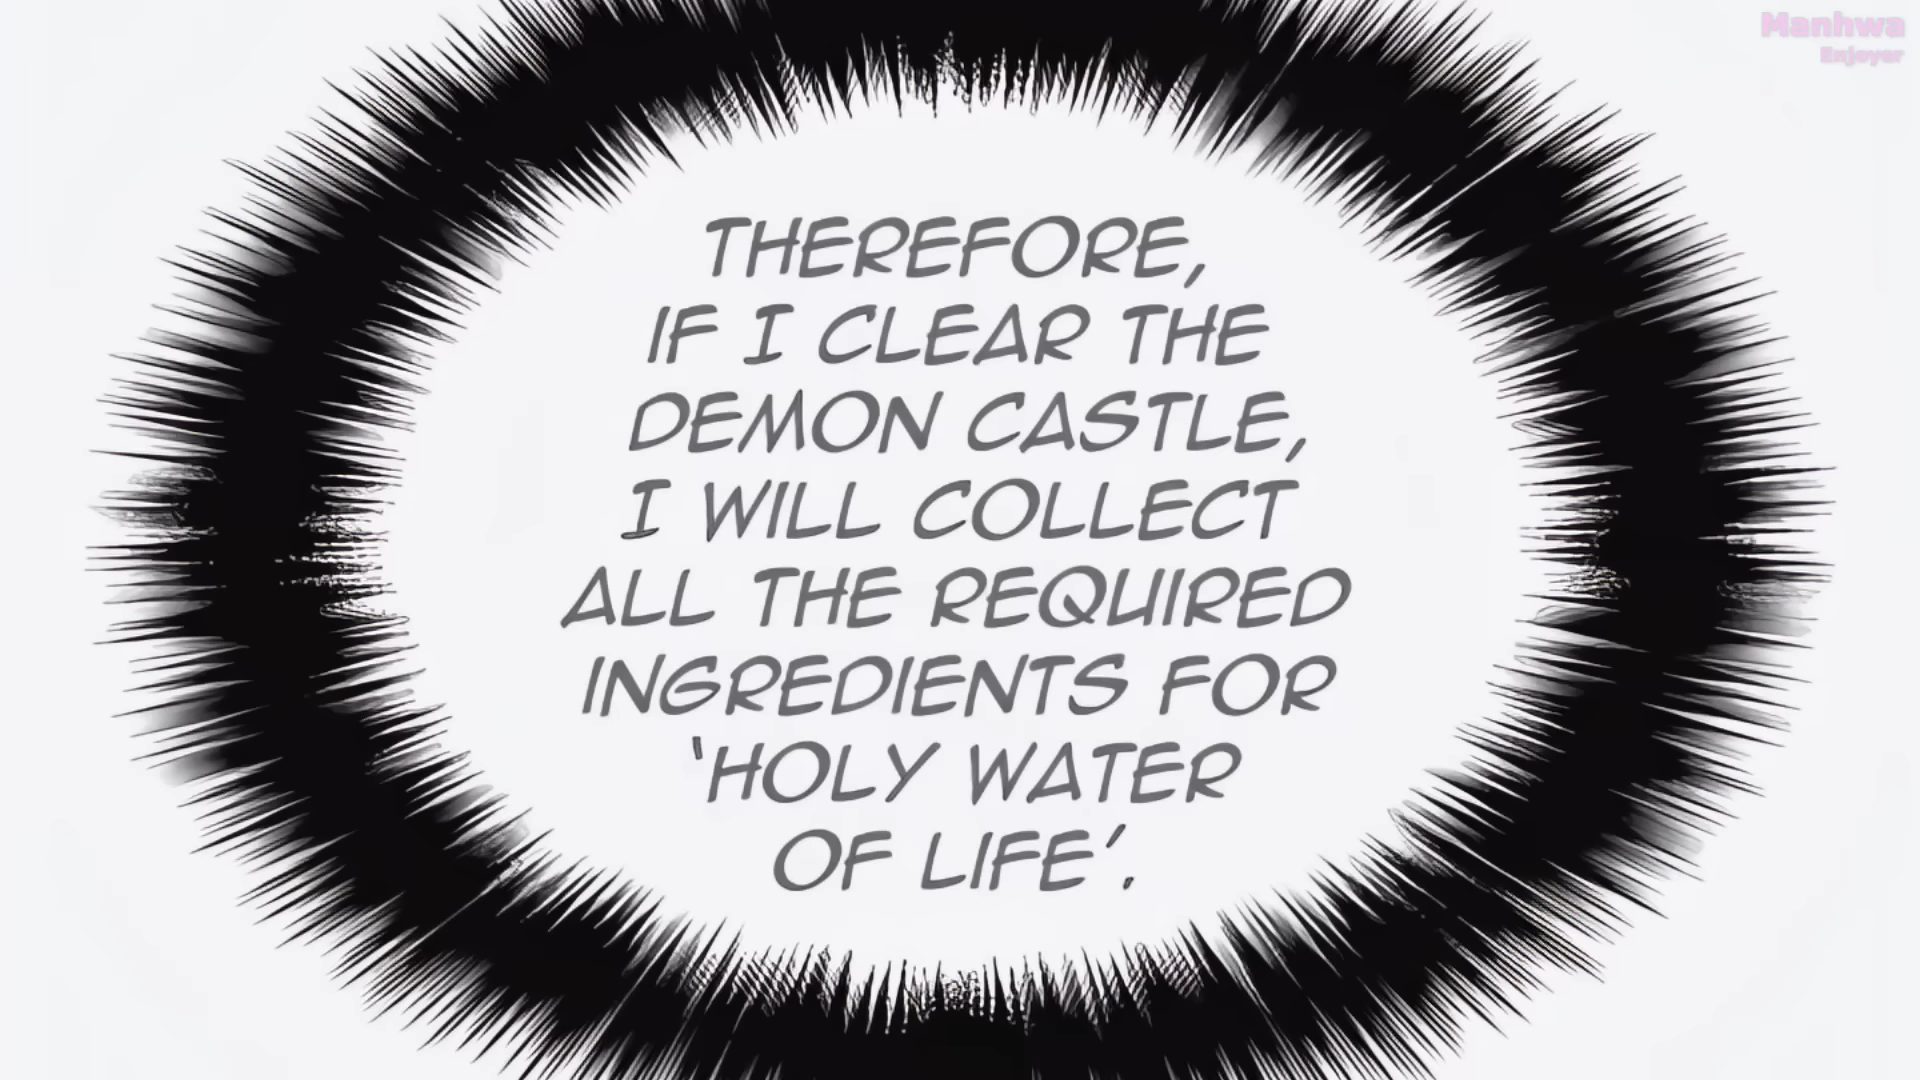 Manhwa
Enjoyer
THEREFORE,
IF I CLEAR THE
DEMON CASTLE,
I WILL COLLECT
ALL THE REQUIRED
INGREDIENTS FOR
'HOLY WATER
OF LIFE'.